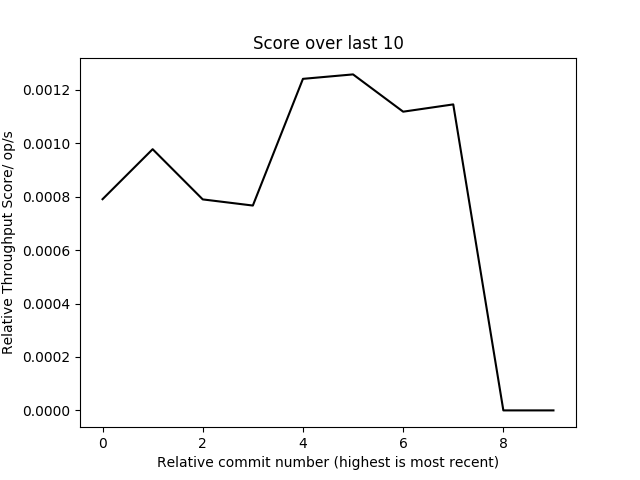 Score over last 10
Relative Throughput Score/ op/s
0.0012
0.0010
0.0008
0.0006
0.0004
0.0002
0.0000
0 2 4 6 8
Relative commit number (highest is most recent)